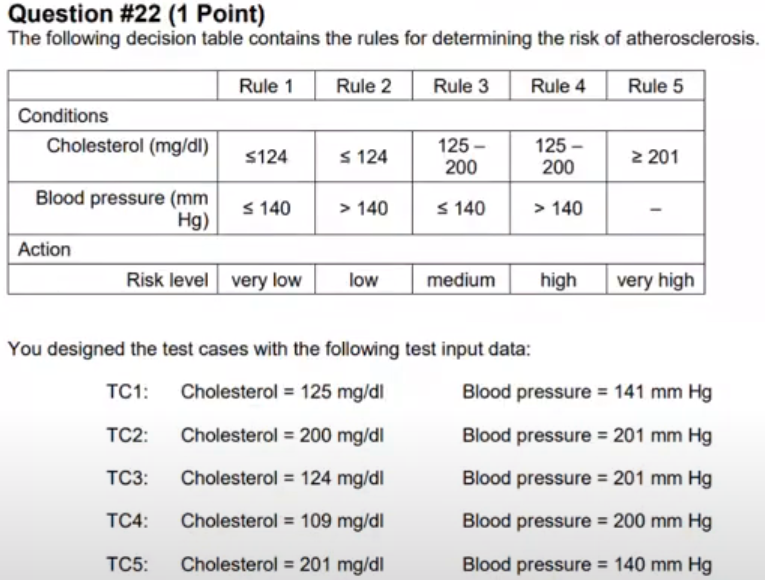 Question #22 (1 Point)
The following decision table contains the rules for determining the risk of atherosclerosis.
Rule 1 Rule 2 Rule 3 Rule 4 Rule 5
Conditions
Cholesterol (mg/dl) ≤124 ≤ 124 125 – 200 125 – 200 ≥ 201
Blood pressure (mm Hg) ≤ 140 > 140 ≤ 140 > 140 –
Action
Risk level very low low medium high very high
You designed the test cases with the following test input data:
TC1: Cholesterol = 125 mg/dl Blood pressure = 141 mm Hg
TC2: Cholesterol = 200 mg/dl Blood pressure = 201 mm Hg
TC3: Cholesterol = 124 mg/dl Blood pressure = 201 mm Hg
TC4: Cholesterol = 109 mg/dl Blood pressure = 200 mm Hg
TC5: Cholesterol = 201 mg/dl Blood pressure = 140 mm Hg